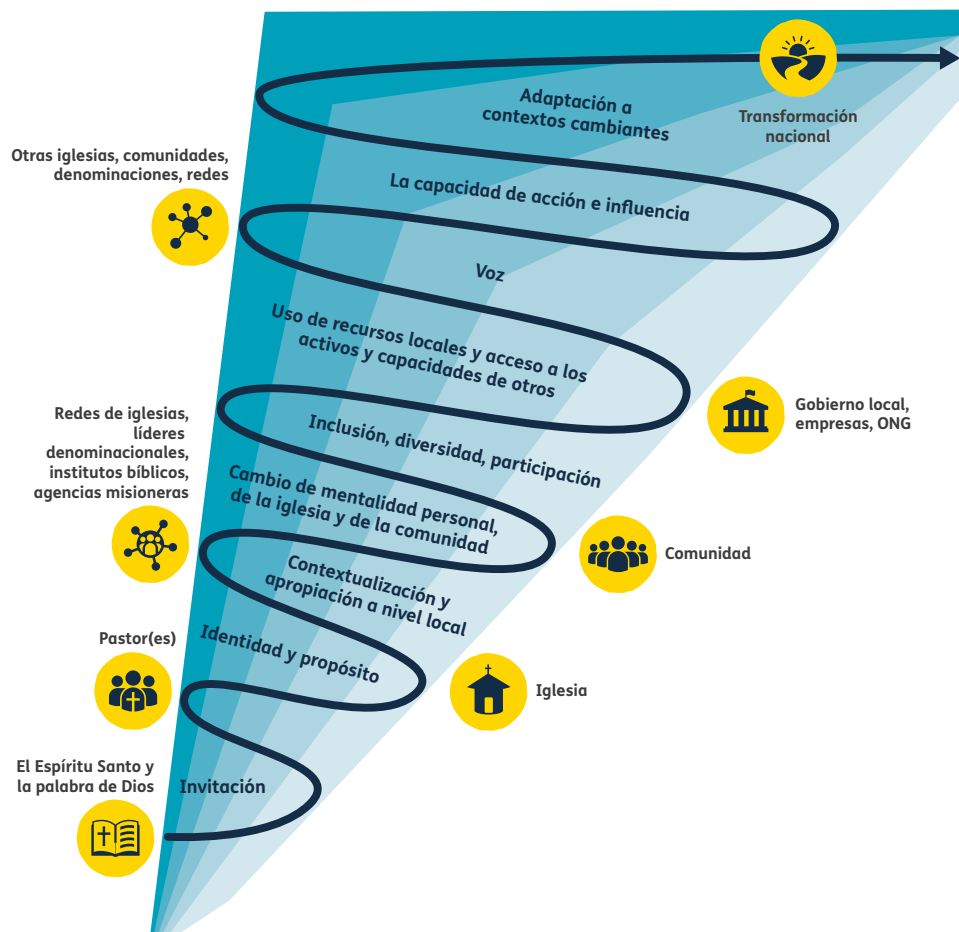 Adaptación a
contextos cambiantes
Transformación
nacional
Otras iglesias, comunidades,
denominaciones, redes
La capacidad de acción e influencia
Voz
Uso de recursos locales y acceso a los
activos y capacidades de otros
Gobierno local,
empresas, ONG
Redes de iglesias,
líderes
denominacionales,
institutos bíblicos,
agencias misioneras
Inclusión, diversidad, participación
Cambio de mentalidad personal,
de la iglesia y de la comunidad
Comunidad
Contextualización y
apropiación a nivel local
Pastor(es)
Identidad y propósito
Iglesia
El Espíritu Santo y
la palabra de Dios
Invitación